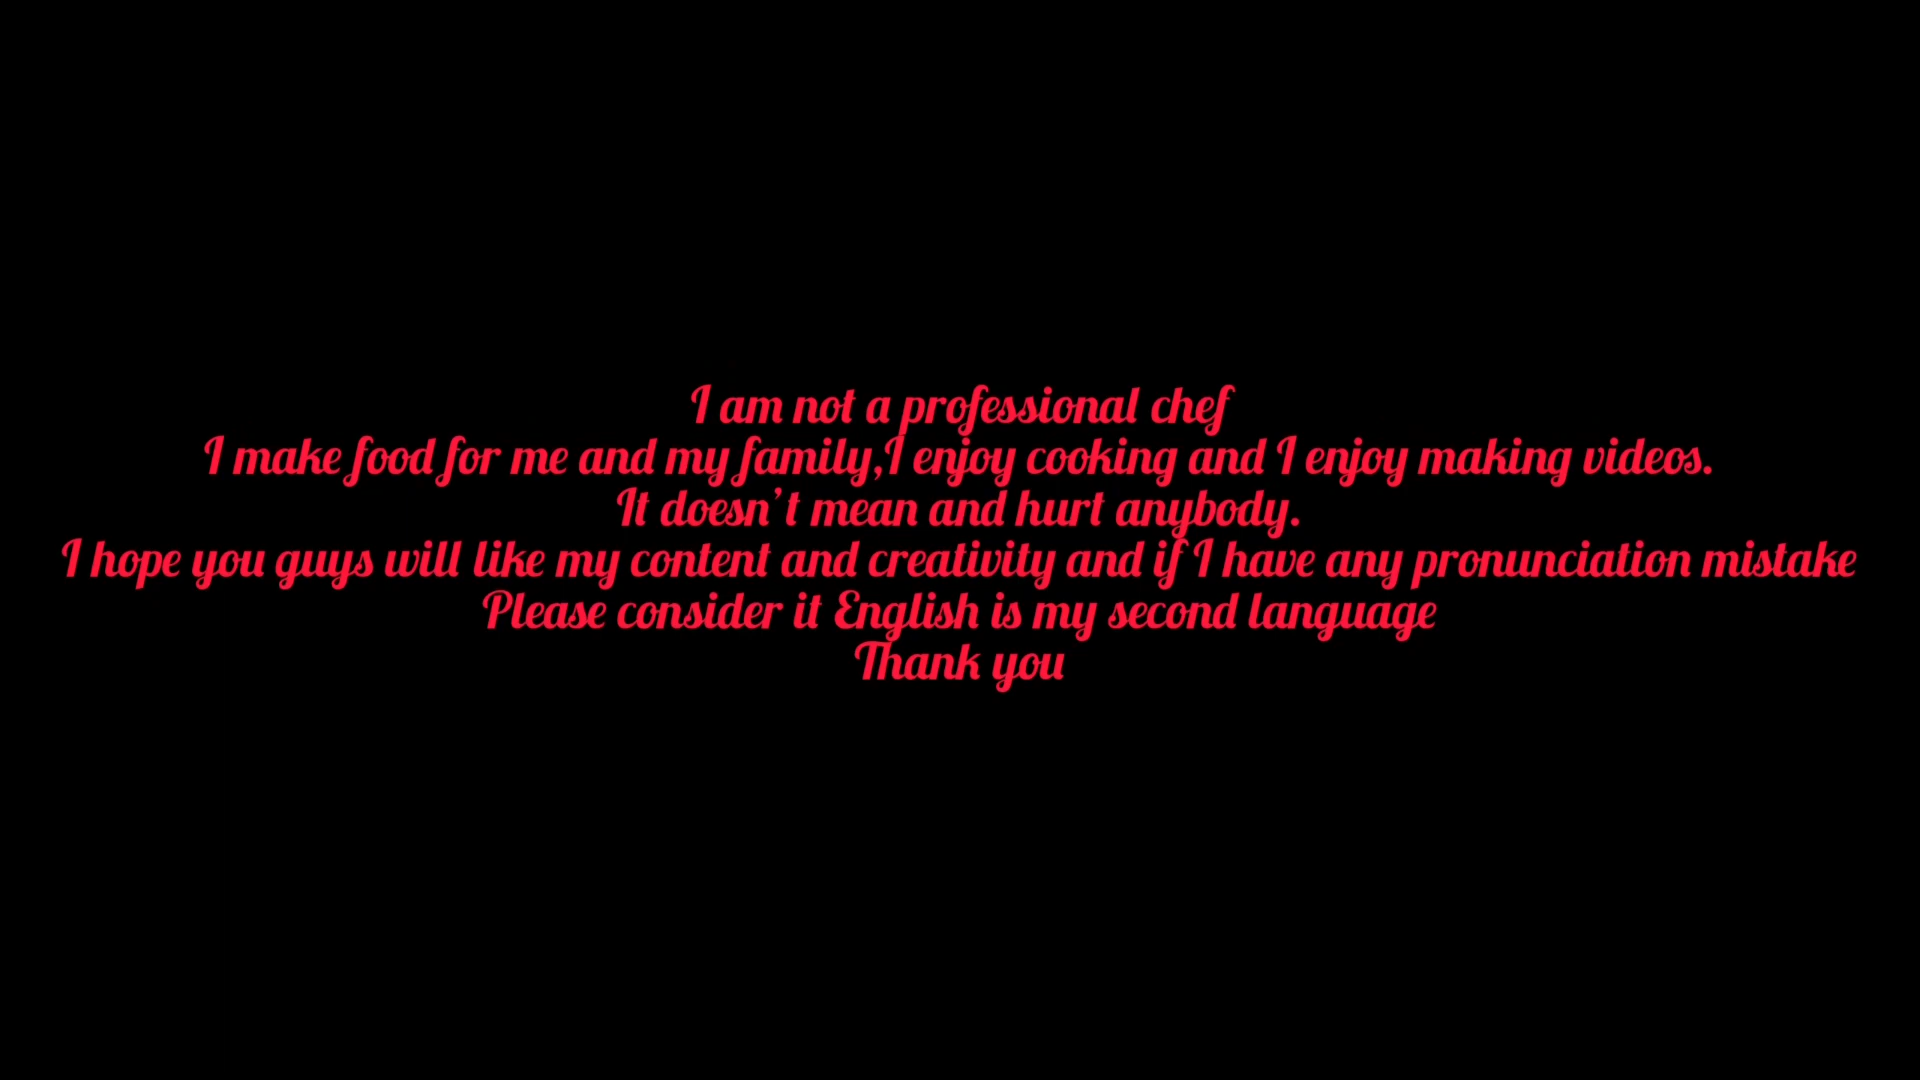 I am not a professional chef
I make food for me and my family,I enjoy cooking and I enjoy making videos.
It doesn't mean and hurt anybody.
I hope you guys will like my content and creativity and if I have any pronunciation mistake
Please consider it English is my second language
Thank you